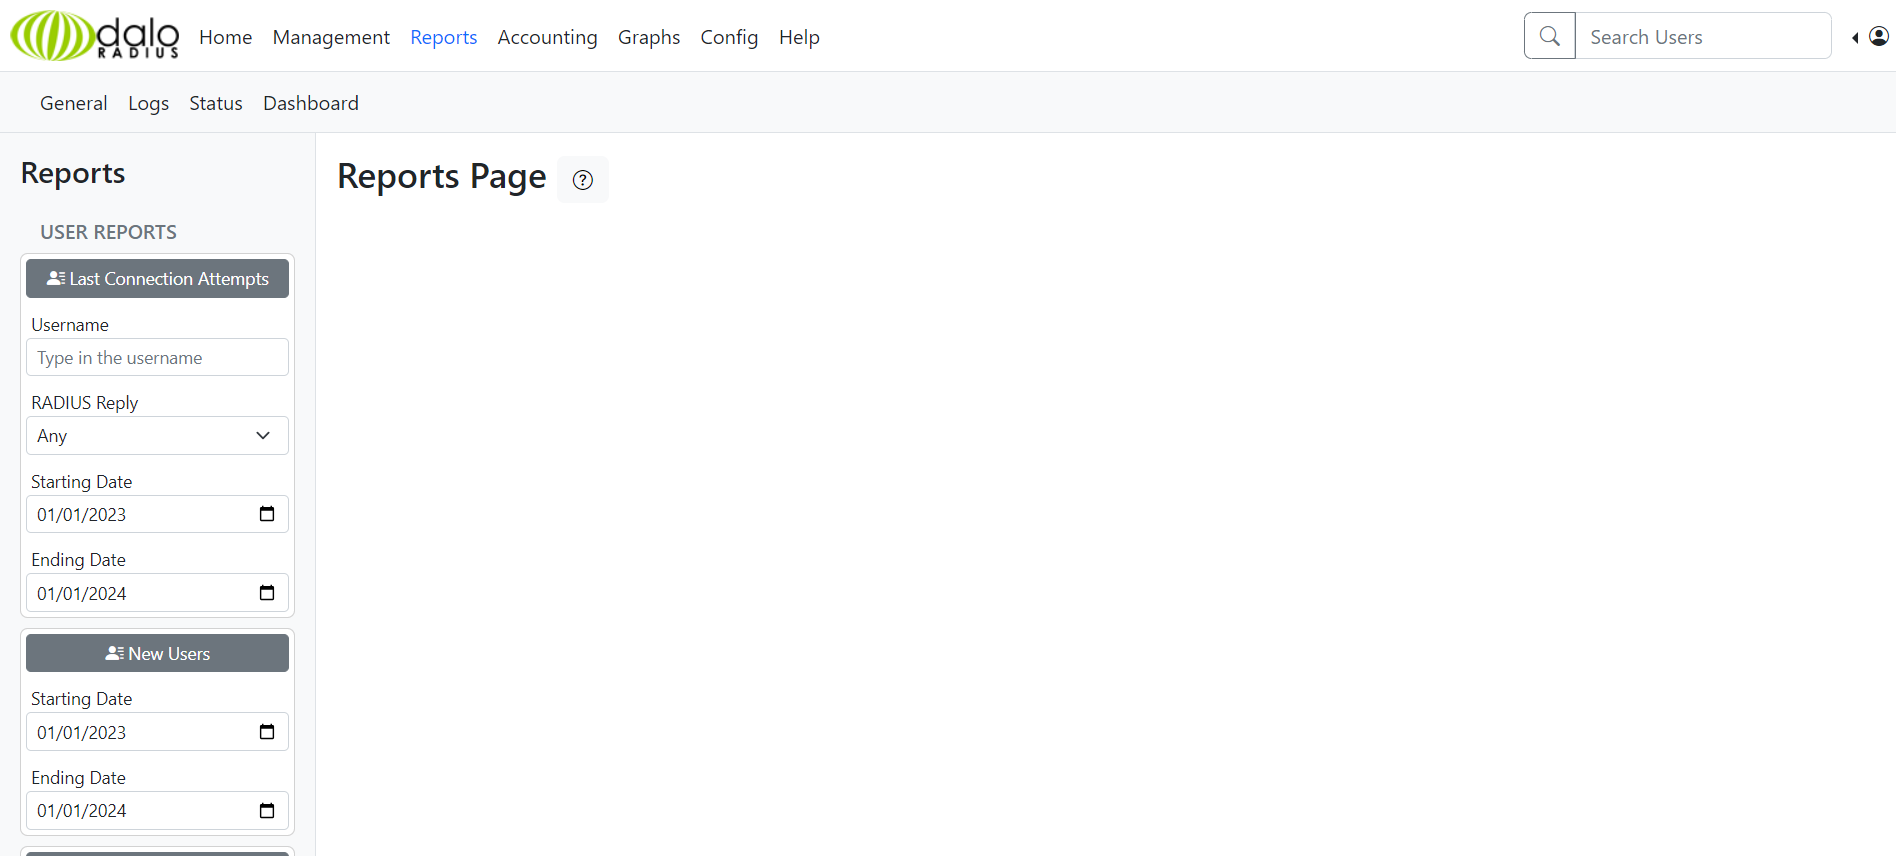 dalo
RADIUS
Home Management Reports Accounting Graphs Config Help
Search Users
General Logs Status Dashboard
Reports
Reports Page
USER REPORTS
Last Connection Attempts
Username
Type in the username
RADIUS Reply
Any
Starting Date
01/01/2023
Ending Date
01/01/2024
New Users
Starting Date
01/01/2023
Ending Date
01/01/2024